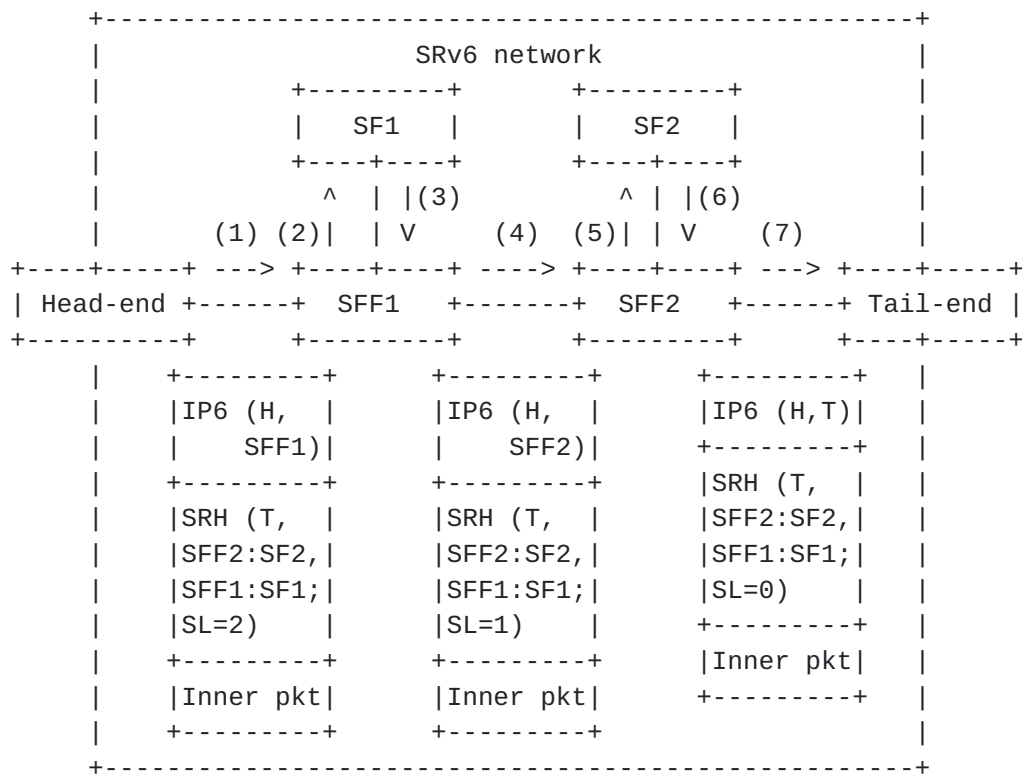 SRv6 network
SF1 SF2
(3) (6)
(1) (2) V (4) (5) V (7)
---> ----> --->
Head-end SFF1 SFF2 Tail-end
IP6 (H, IP6 (H, IP6 (H,T)
SFF1) SFF2)
SRH (T,
SRH (T, SRH (T, SFF2:SF2,
SFF2:SF2, SFF2:SF2, SFF1:SF1;
SFF1:SF1; SFF1:SF1; SL=0)
SL=2) SL=1)
Inner pkt
Inner pkt Inner pkt